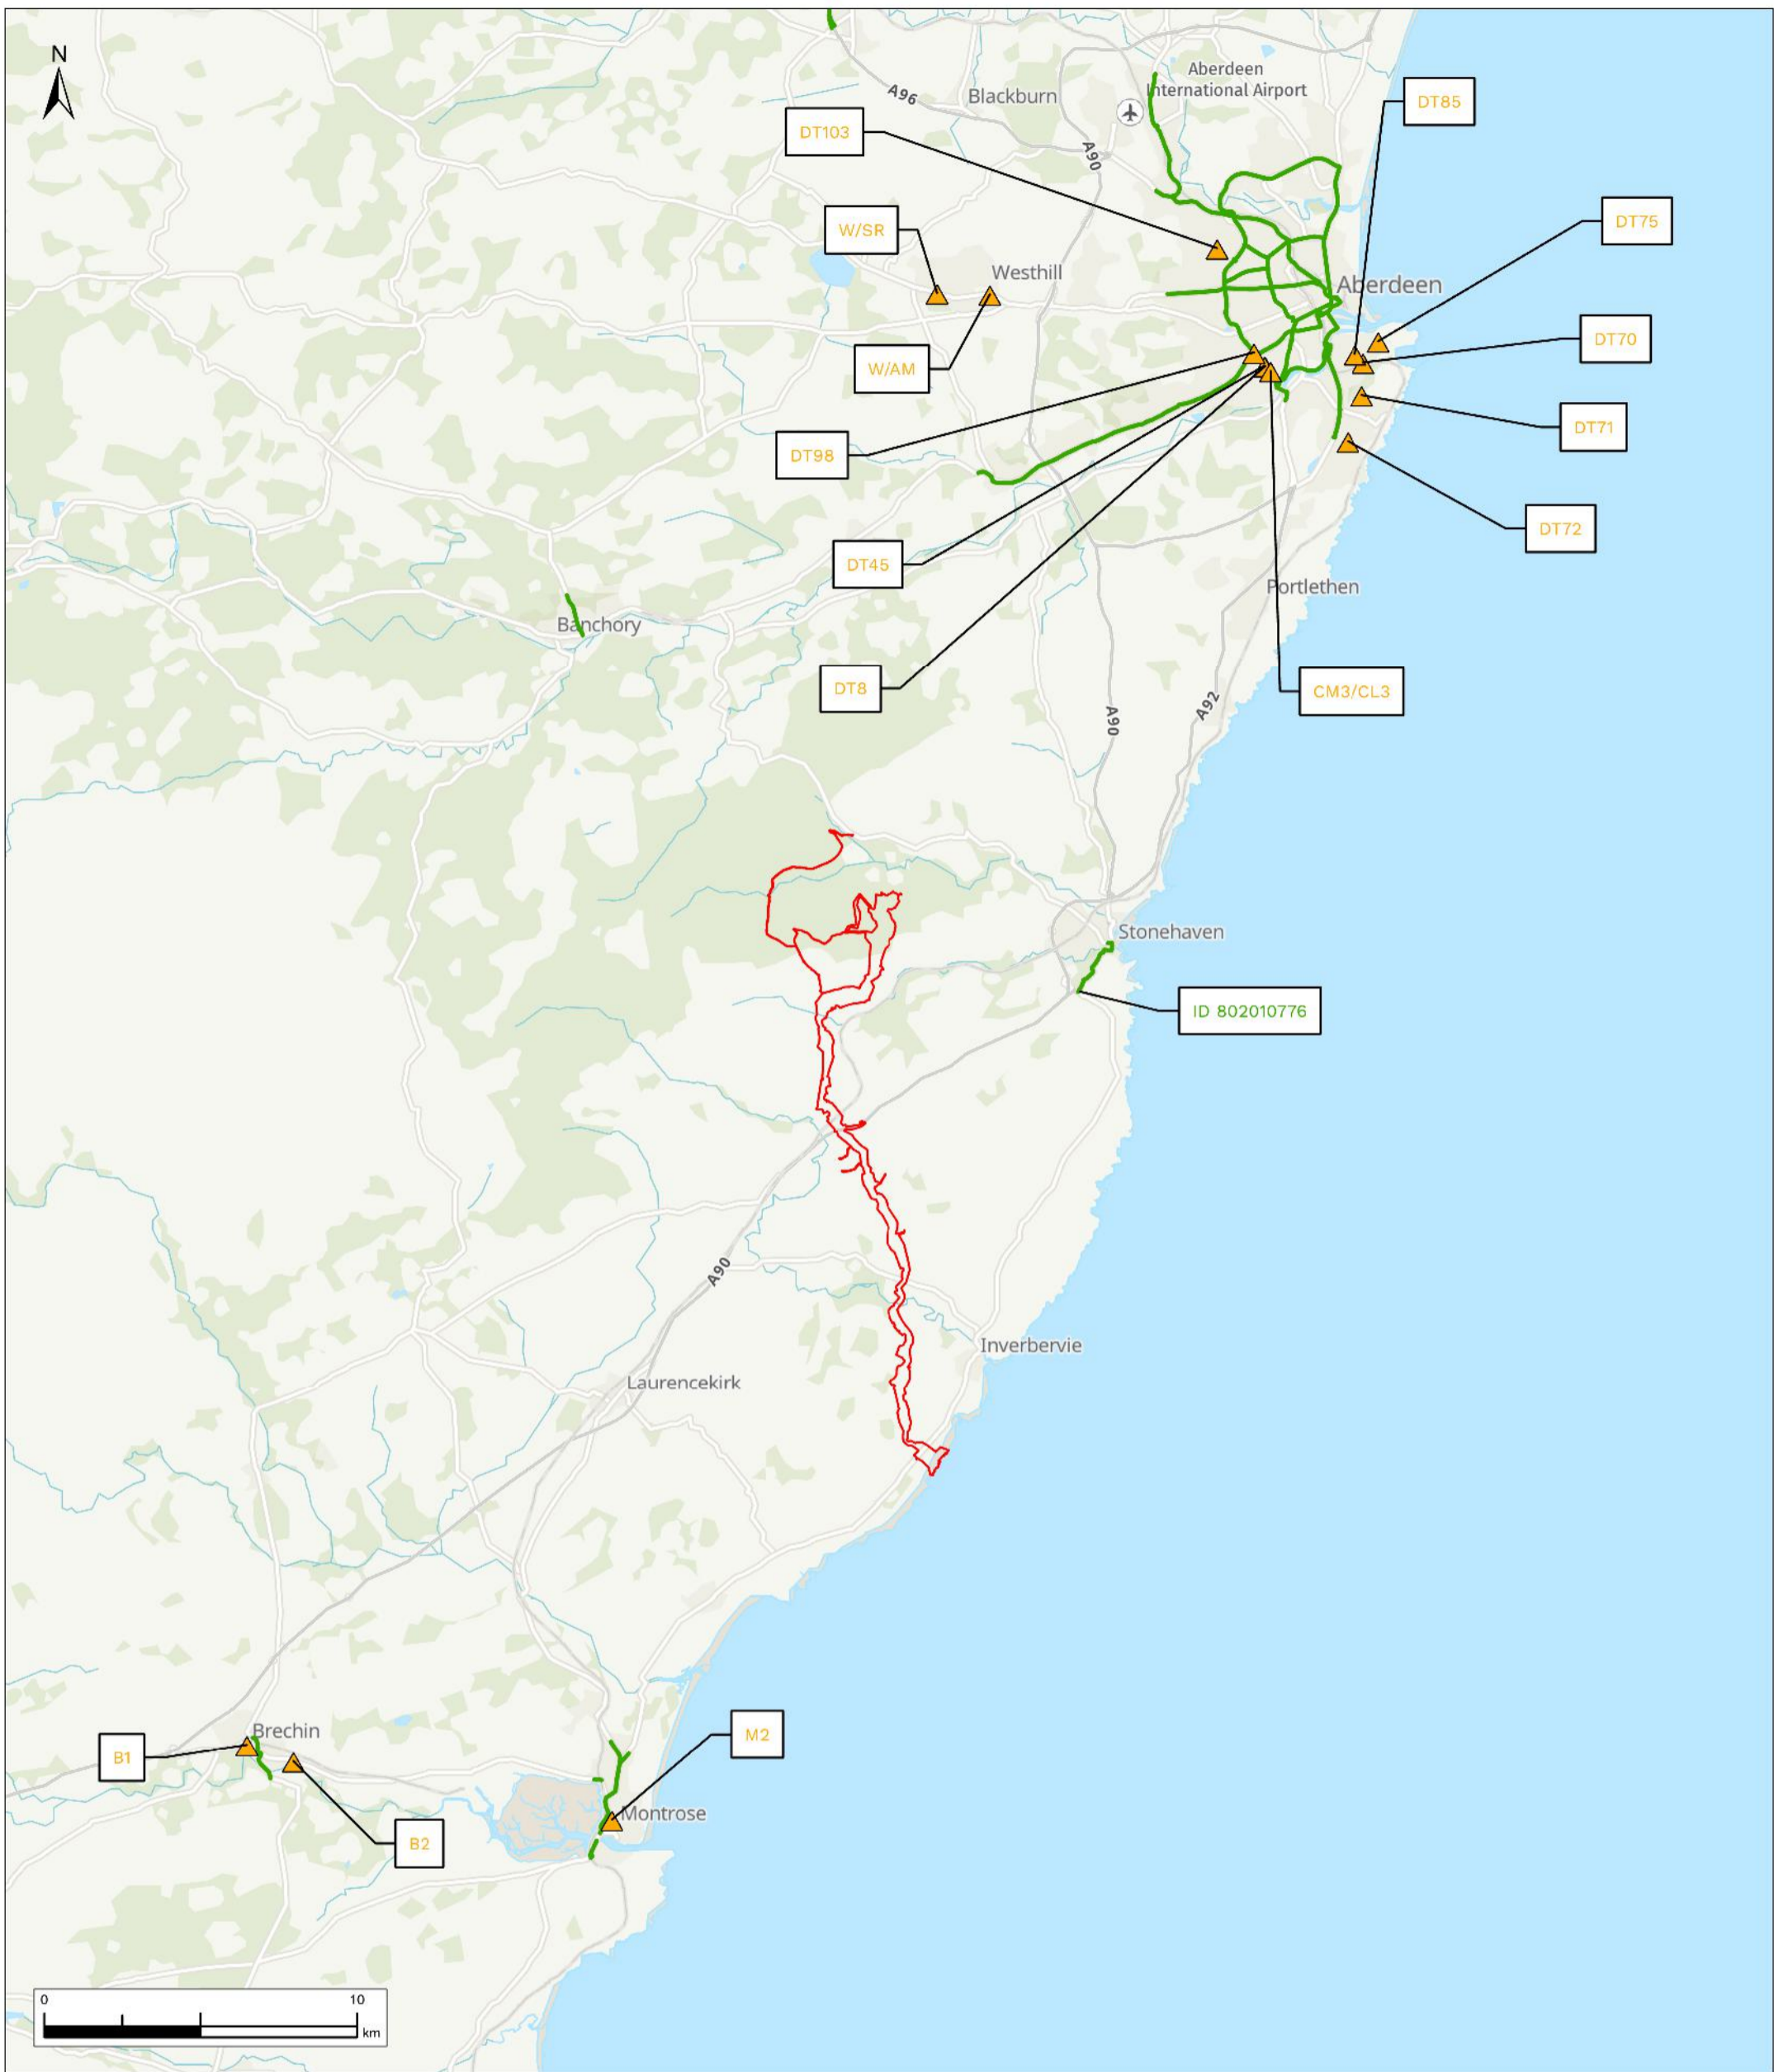 N
Aberdeen
International Airport
A96
Blackburn
DT85
DT103
A90
DT75
W/SR
Westhill
Aberdeen
DT70
W/AM
DT71
DT98
DT72
DT45
Portlethen
Banchory
DT8
CM3/CL3
A92
A90
Stonehaven
ID 802010776
A90
Inverbervie
Laurencekirk
Brechin
M2
B1
Montrose
B2
0 10
km